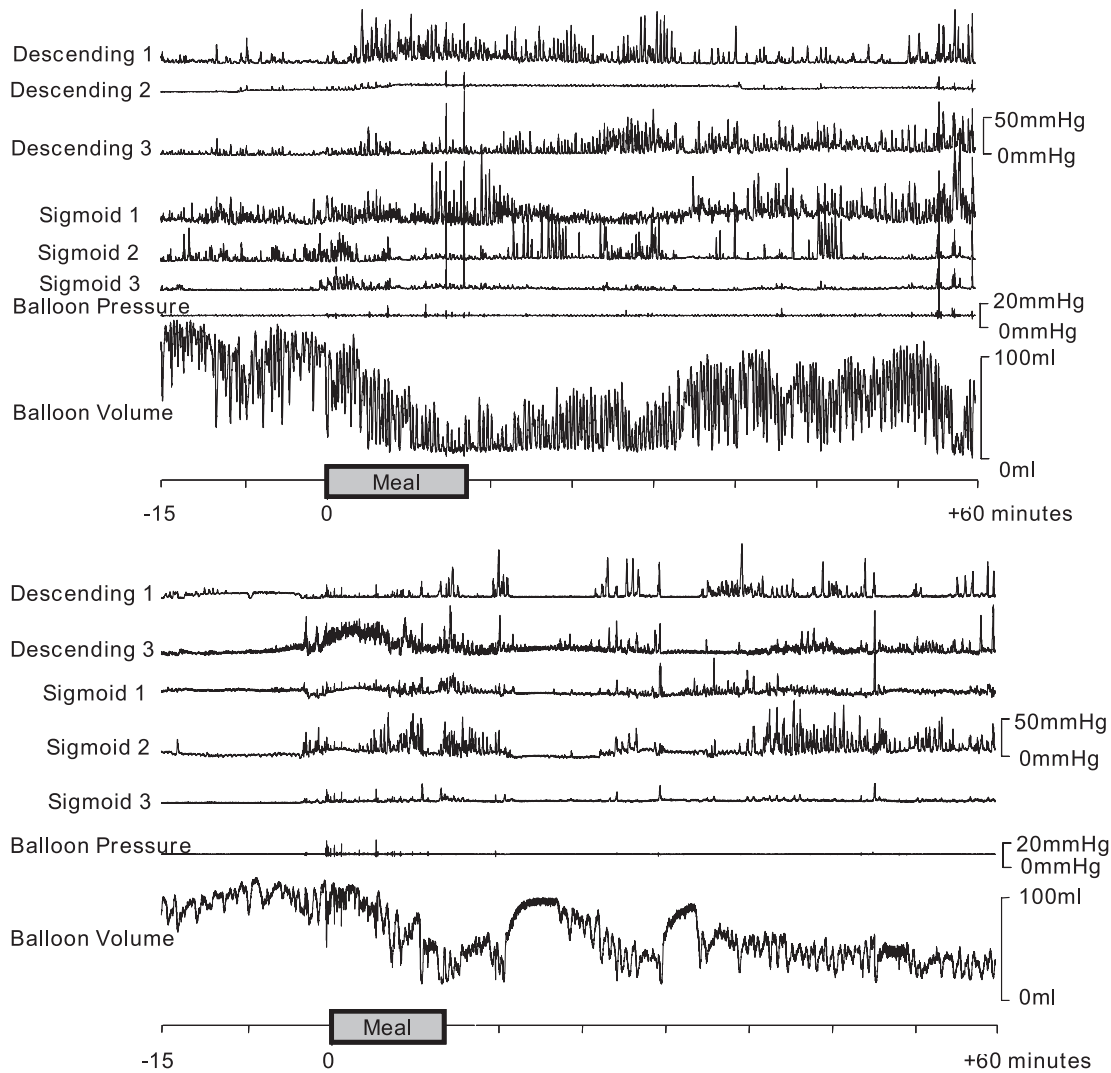 Descending 1
Descending 2
Descending 3
50mmHg
0mmHg
Sigmoid 1
Sigmoid 2
Sigmoid 3
Balloon Pressure
20mmHg
0mmHg
100ml
Balloon Volume
0ml
Meal
-15 0 +60 minutes
Descending 1
Descending 3
Sigmoid 1
50mmHg
Sigmoid 2
0mmHg
Sigmoid 3
Balloon Pressure
20mmHg
0mmHg
100ml
Balloon Volume
0ml
Meal
-15 0 +60 minutes